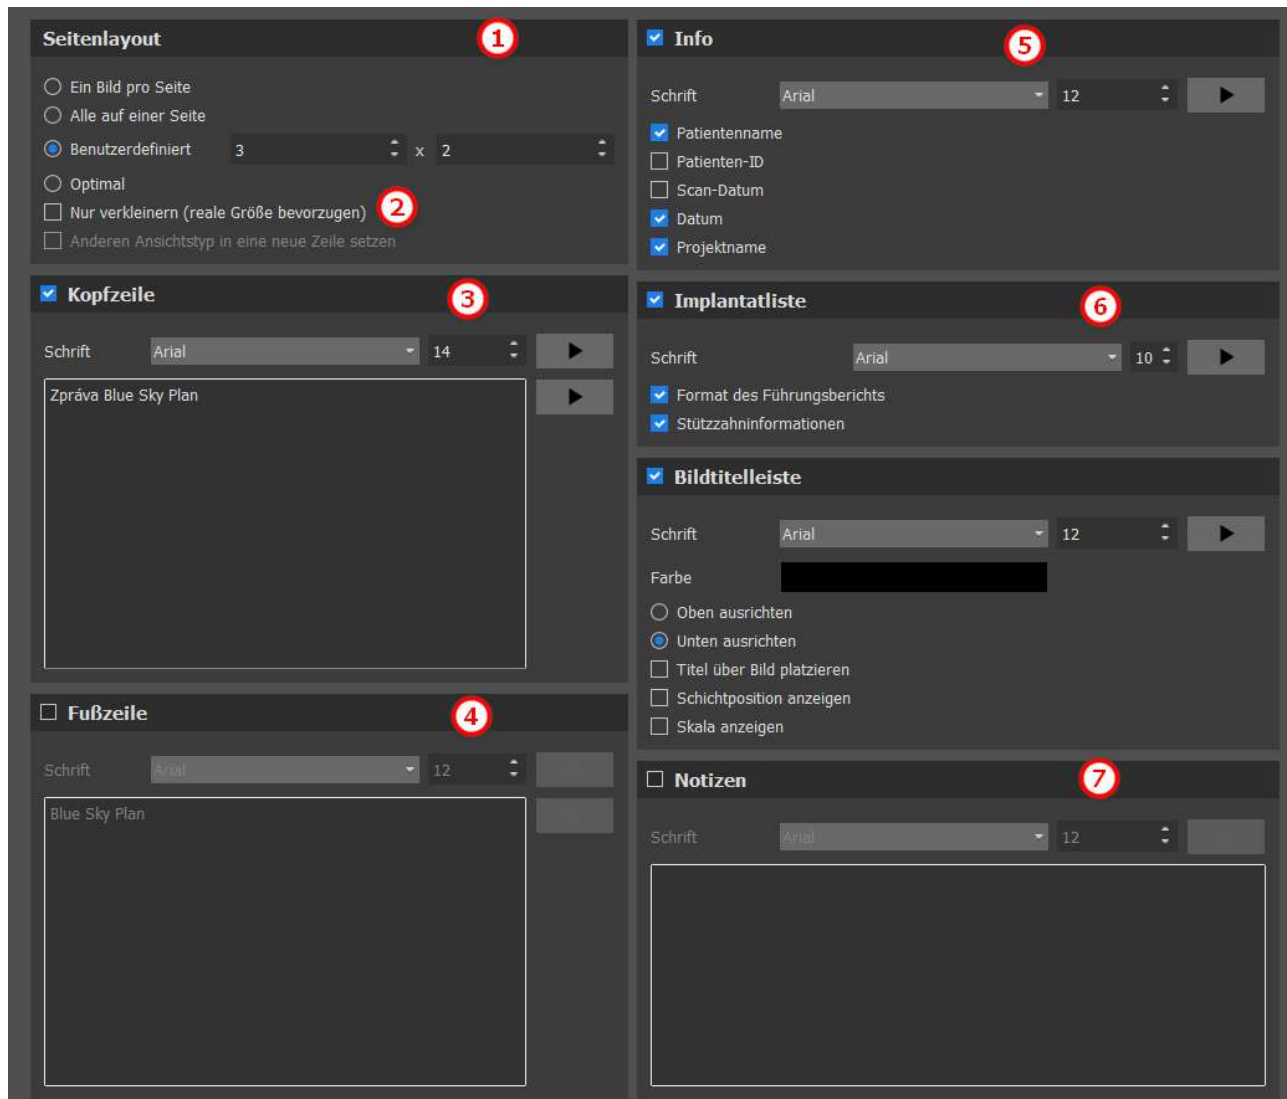 Seitenlayout 1
Ein Bild pro Seite
Alle auf einer Seite
Benutzerdefiniert 3 x 2
Optimal
Nur verkleinern (reale Größe bevorzugen) 2
Anderen Ansichtstyp in eine neue Zeile setzen
Kopfzeile 3
Schrift Arial 14
Zpráva Blue Sky Plan
Fußzeile 4
Schrift Arial 12
Blue Sky Plan
Info 5
Schrift Arial 12
Patientenname
Patienten-ID
Scan-Datum
Datum
Projektname
Implantatliste 6
Schrift Arial 10
Format des Führungsberichts
Stützzahninformationen
Bildtitelleiste
Schrift Arial 12
Farbe
Oben ausrichten
Unten ausrichten
Titel über Bild platzieren
Schichtposition anzeigen
Skala anzeigen
Notizen 7
Schrift Arial 12